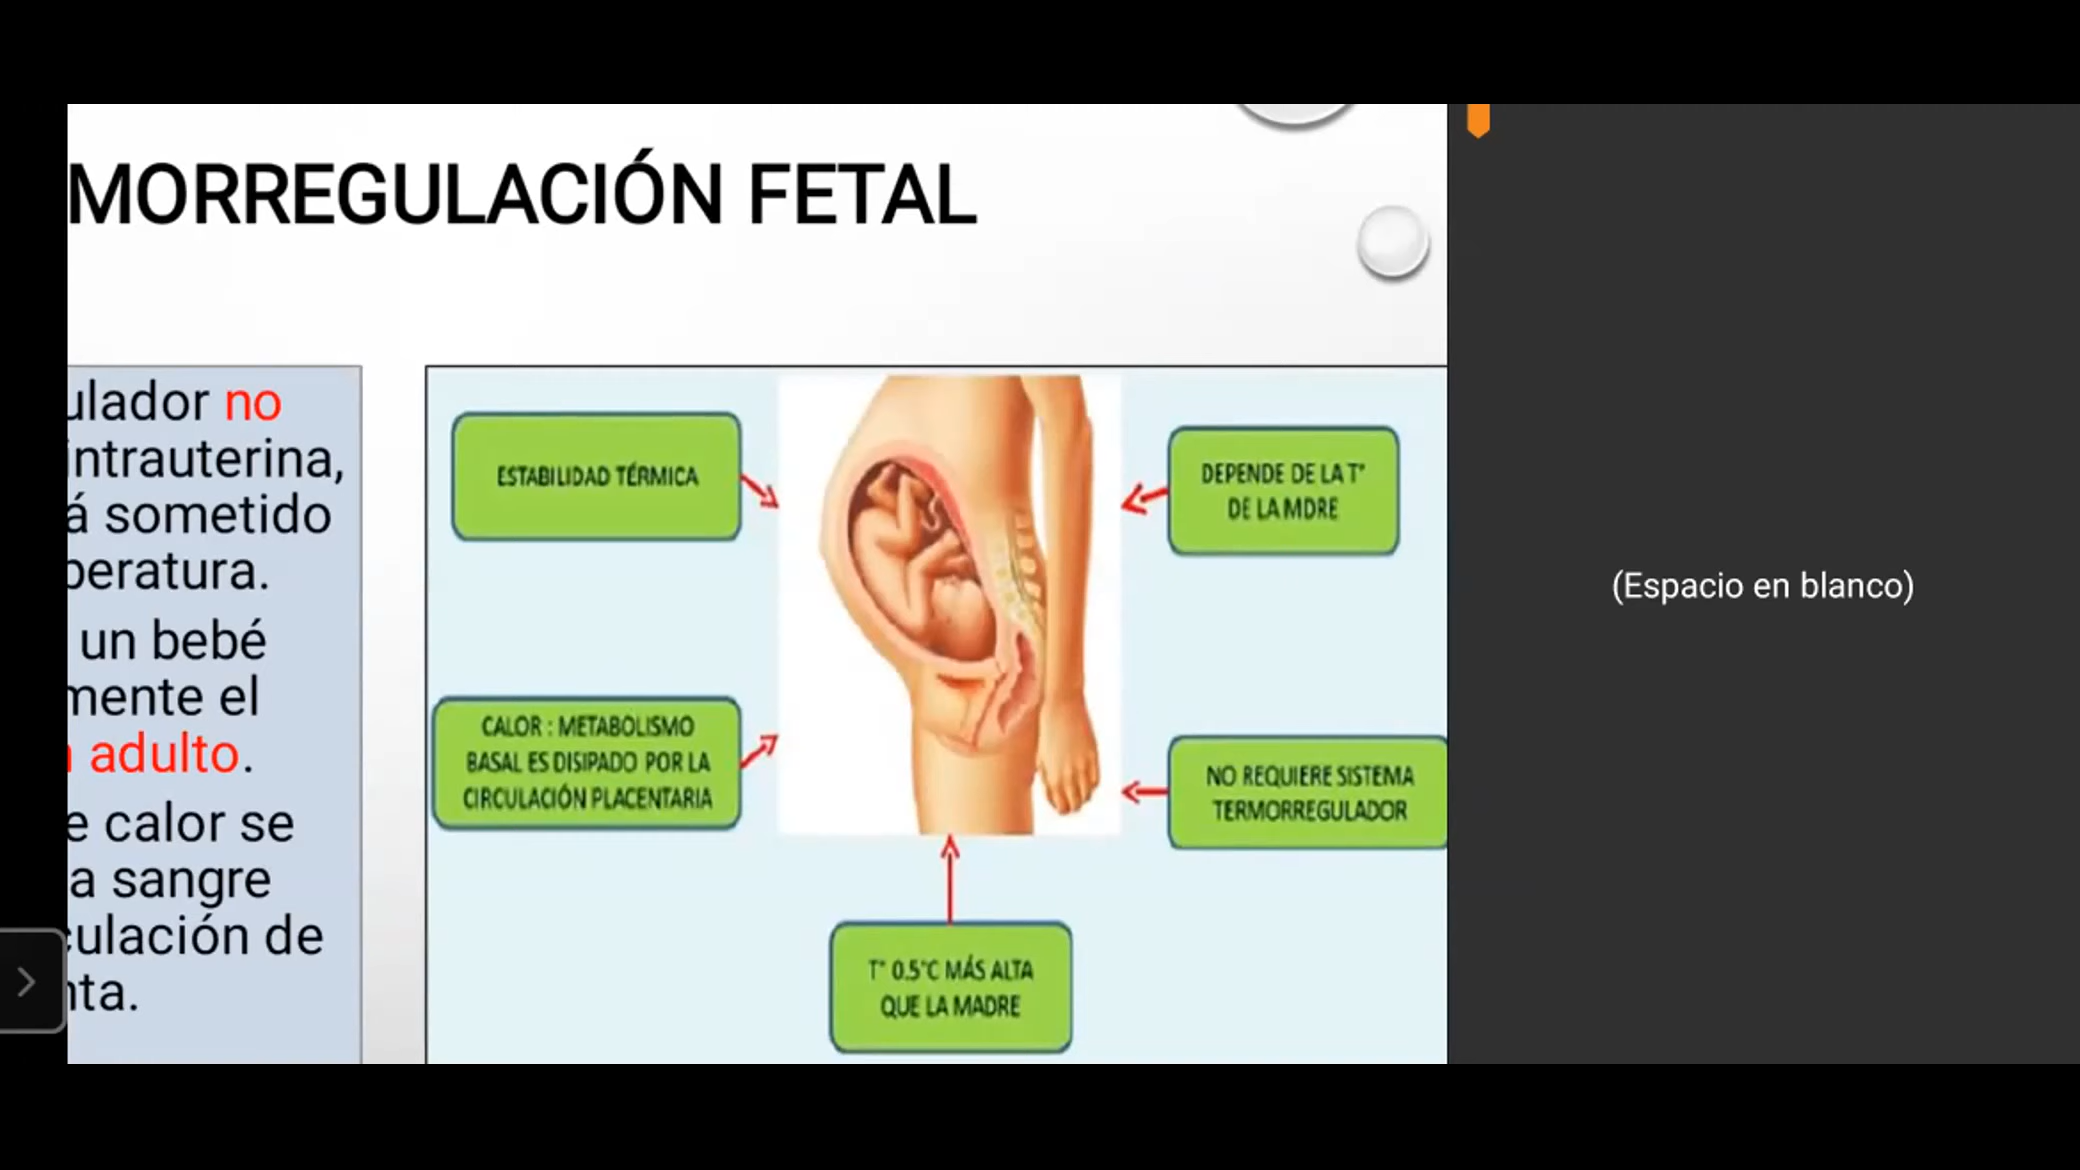 MORREGULACIÓN FETAL
ulador no
intrauterina,
á sometido
peratura.
un bebé
mente el
adulto.
e calor se
a sangre
culación de
nta.
ESTABILIDAD TÉRMICA
DEPENDE DE LA T°
DE LA MDRE
CALOR : METABOLISMO
BASAL ES DISIPADO POR LA
CIRCULACIÓN PLACENTARIA
NO REQUIERE SISTEMA
TERMORREGULADOR
T° 0.5°C MÁS ALTA
QUE LA MADRE
(Espacio en blanco)